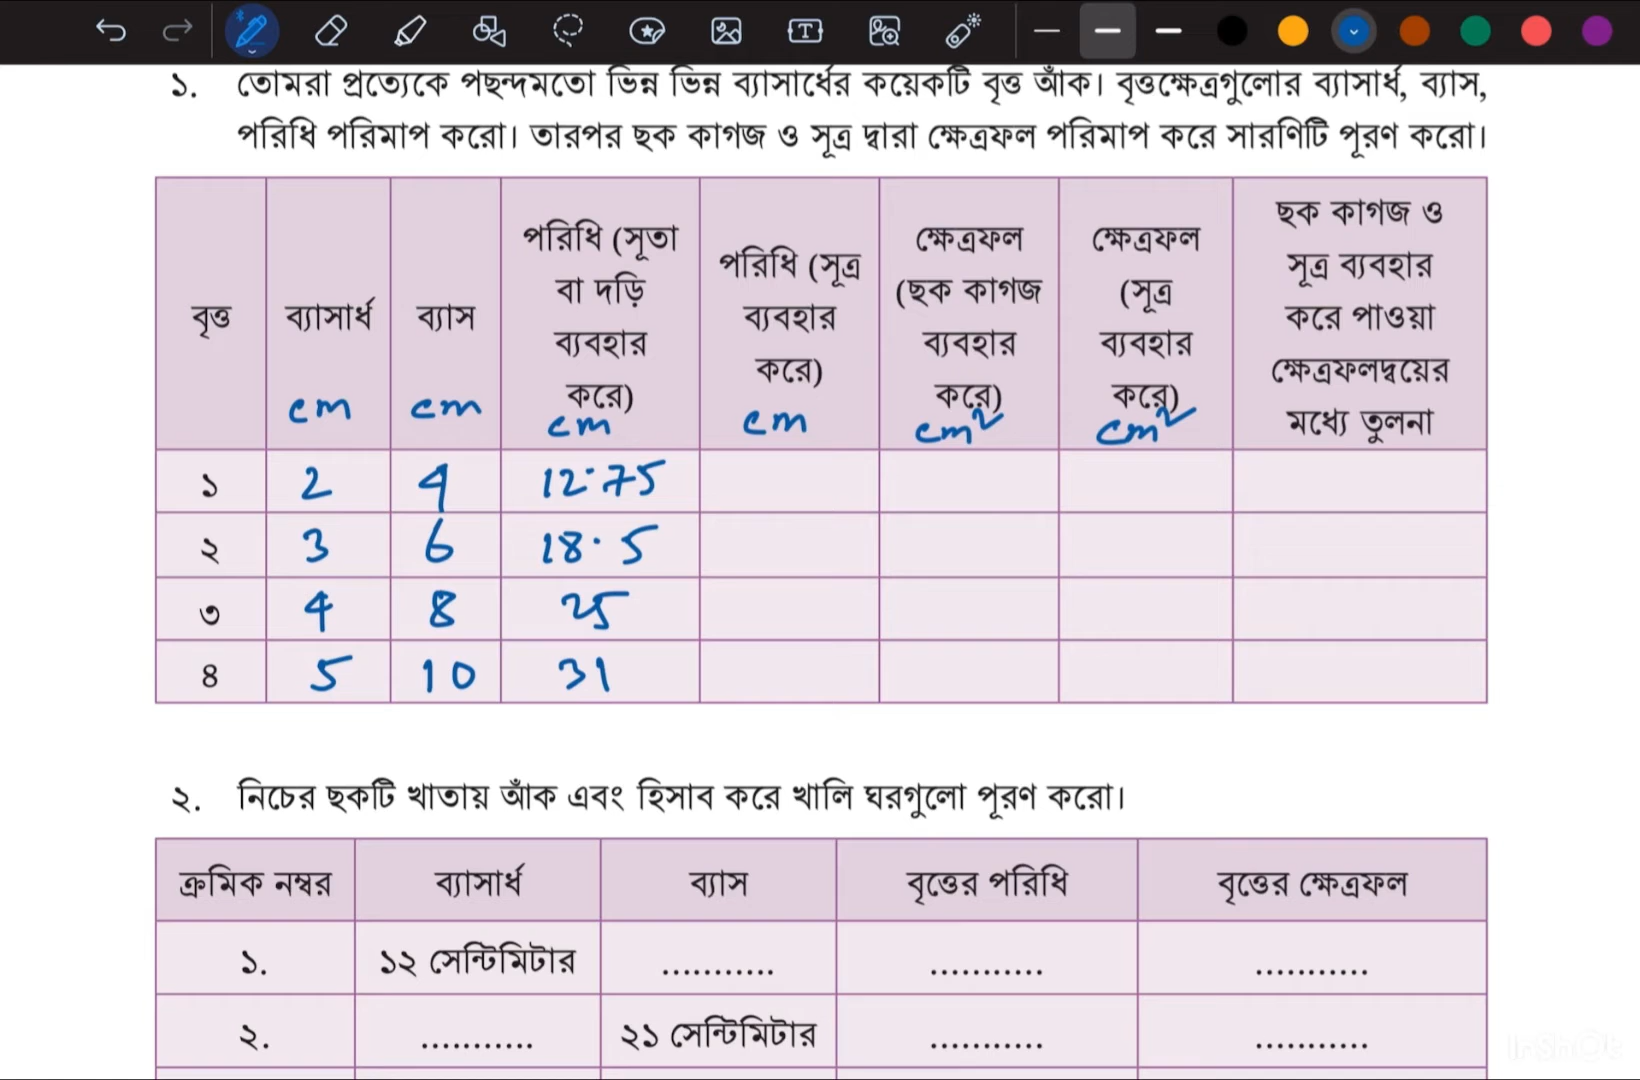 ১. তোমরা প্রত্যেকে পছন্দমতো ভিন্ন ভিন্ন ব্যাসার্ধের কয়েকটি বৃত্ত আঁক। বৃত্তক্ষেত্রগুলোর ব্যাসার্ধ, ব্যাস,
পরিধি পরিমাপ করো। তারপর ছক কাগজ ও সূত্র দ্বারা ক্ষেত্রফল পরিমাপ করে সারণিটি পূরণ করো।
বৃত্ত
ব্যাসার্ধ
cm
ব্যাস
cm
পরিধি (সূতা
বা দড়ি
ব্যবহার
করে)
cm
পরিধি (সূত্র
ব্যবহার
করে)
cm
ক্ষেত্রফল
(ছক কাগজ
ব্যবহার
করে)
cm²
ক্ষেত্রফল
(সূত্র
ব্যবহার
করে)
cm²
ছক কাগজ ও
সূত্র ব্যবহার
করে পাওয়া
ক্ষেত্রফলদ্বয়ের
মধ্যে তুলনা
১ 2 4 12.75
২ 3 6 18.5
৩ 4 8 25
৪ 5 10 31
২. নিচের ছকটি খাতায় আঁক এবং হিসাব করে খালি ঘরগুলো পূরণ করো।
ক্রমিক নম্বর ব্যাসার্ধ ব্যাস বৃত্তের পরিধি বৃত্তের ক্ষেত্রফল
১. ১২ সেন্টিমিটার ........... ........... ...........
২. ........... ২১ সেন্টিমিটার ........... ...........
InShOt